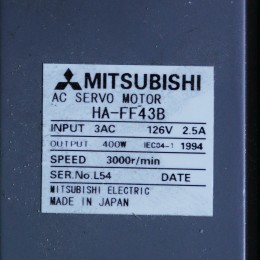 MITSUBISHI
AC SERVO MOTOR
HA-FF43B
INPUT 3AC 126V 2.5A
OUTPUT 400W IEC04-1 1994
SPEED 3000r/min
SER.No.L54 DATE
MITSUBISHI ELECTRIC
MADE IN JAPAN